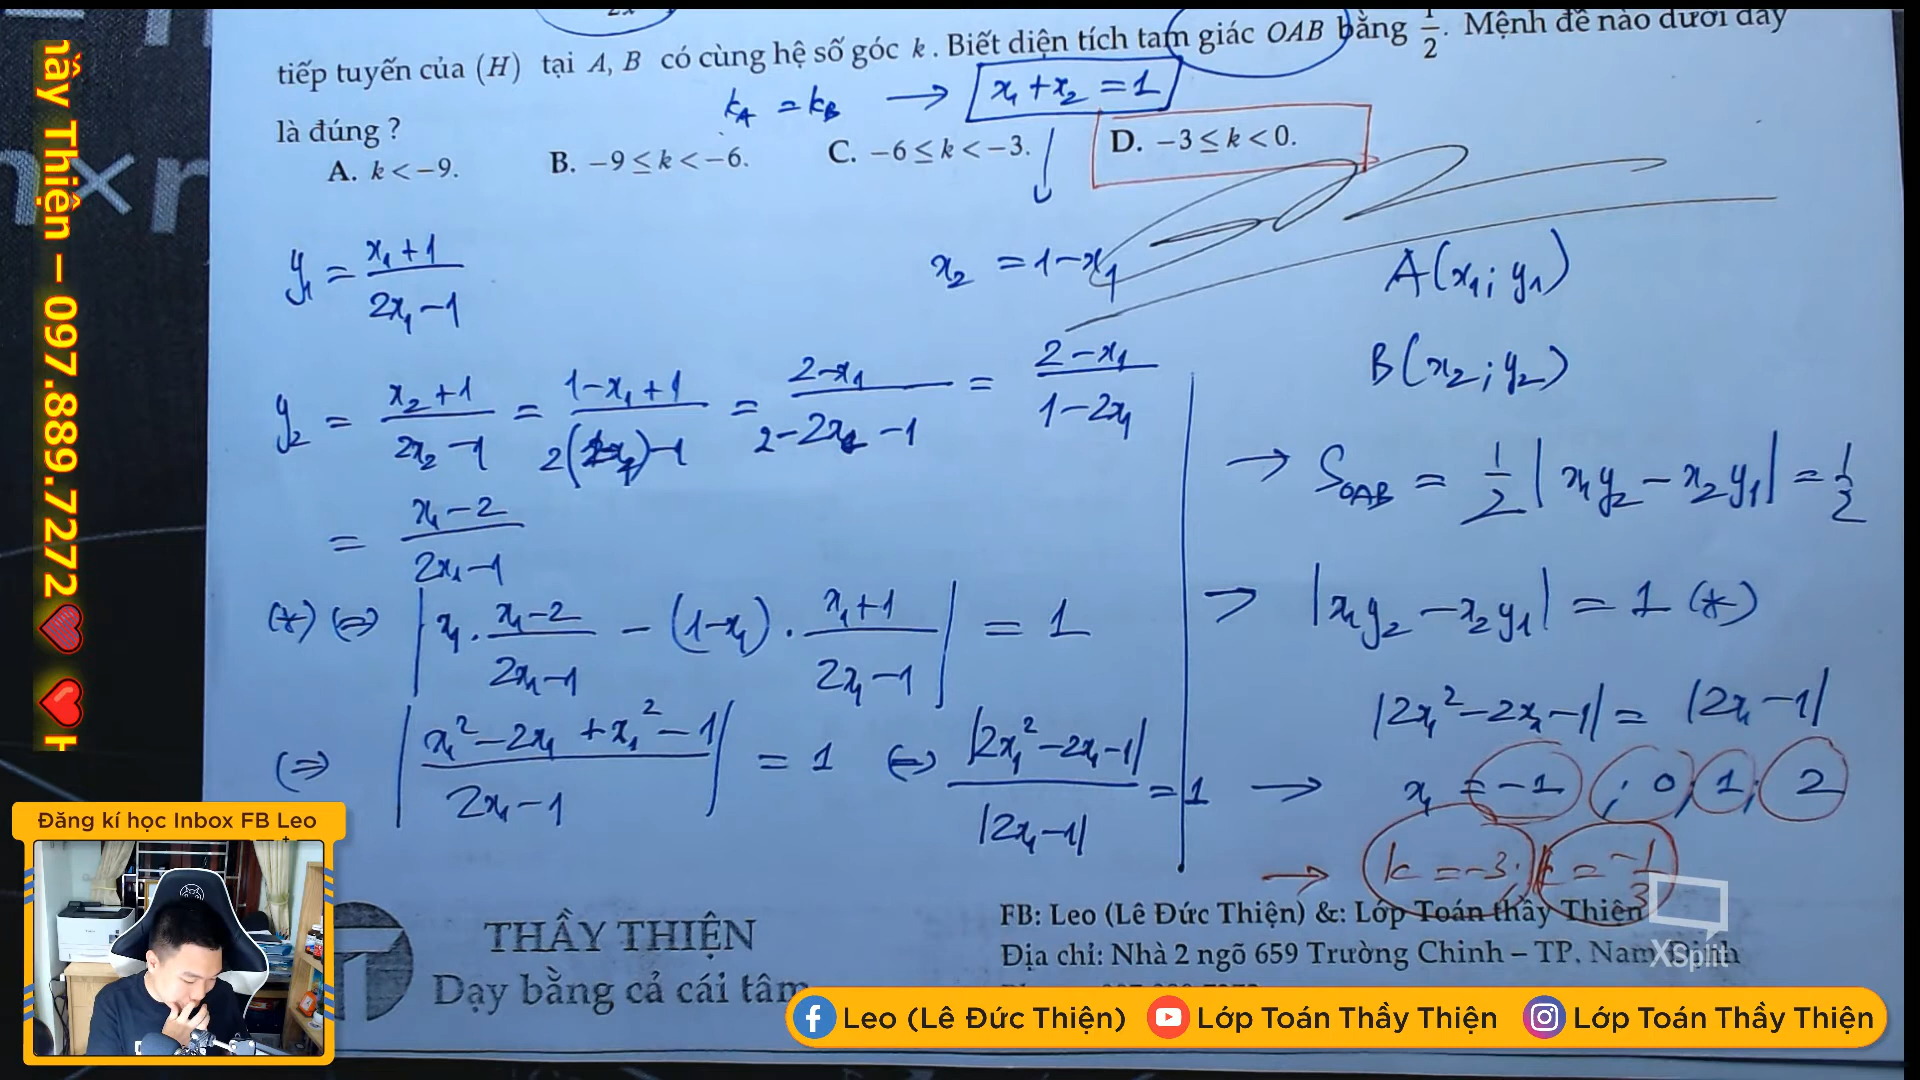 tiếp tuyến của (H) tại A, B có cùng hệ số góc k. Biết diện tích tam giác OAB bằng 1/2. Mệnh đề nào dưới đây
k_A = k_B → x₁ + x₂ = 1
là đúng ?
A. k < −9. B. −9 ≤ k < −6. C. −6 ≤ k < −3. D. −3 ≤ k < 0.
y₁ = (x₁+1)/(2x₁−1)
x₂ = 1 − x₁
A(x₁; y₁)
B(x₂; y₂)
y₂ = (x₂+1)/(2x₂−1) = (1−x₁+1)/(2(1−x₁)−1) = (2−x₁)/(2−2x₁−1) = (2−x₁)/(1−2x₁)
= (x₁−2)/(2x₁−1)
→ S_OAB = 1/2 |x₁y₂ − x₂y₁| = 1/2
→ |x₁y₂ − x₂y₁| = 1 (*)
(*) ⇔ |x₁ · (x₁−2)/(2x₁−1) − (1−x₁) · (x₁+1)/(2x₁−1)| = 1
⇔ |(x₁² − 2x₁ + x₁² − 1)/(2x₁−1)| = 1 ⇔ |2x₁² − 2x₁ − 1|/|2x₁−1| = 1
|2x₁² − 2x₁ − 1| = |2x₁ − 1|
→ x₁ = −1; 0; 1; 2
→ k = −3; k = −1/3
THẦY THIỆN
Dạy bằng cả cái tâm
FB: Leo (Lê Đức Thiện) &: Lớp Toán thầy Thiện
Địa chỉ: Nhà 2 ngõ 659 Trường Chinh – TP. Nam Định
XSplit
Thiện – 097.889.7272
Đăng kí học Inbox FB Leo
Leo (Lê Đức Thiện) Lớp Toán Thầy Thiện Lớp Toán Thầy Thiện